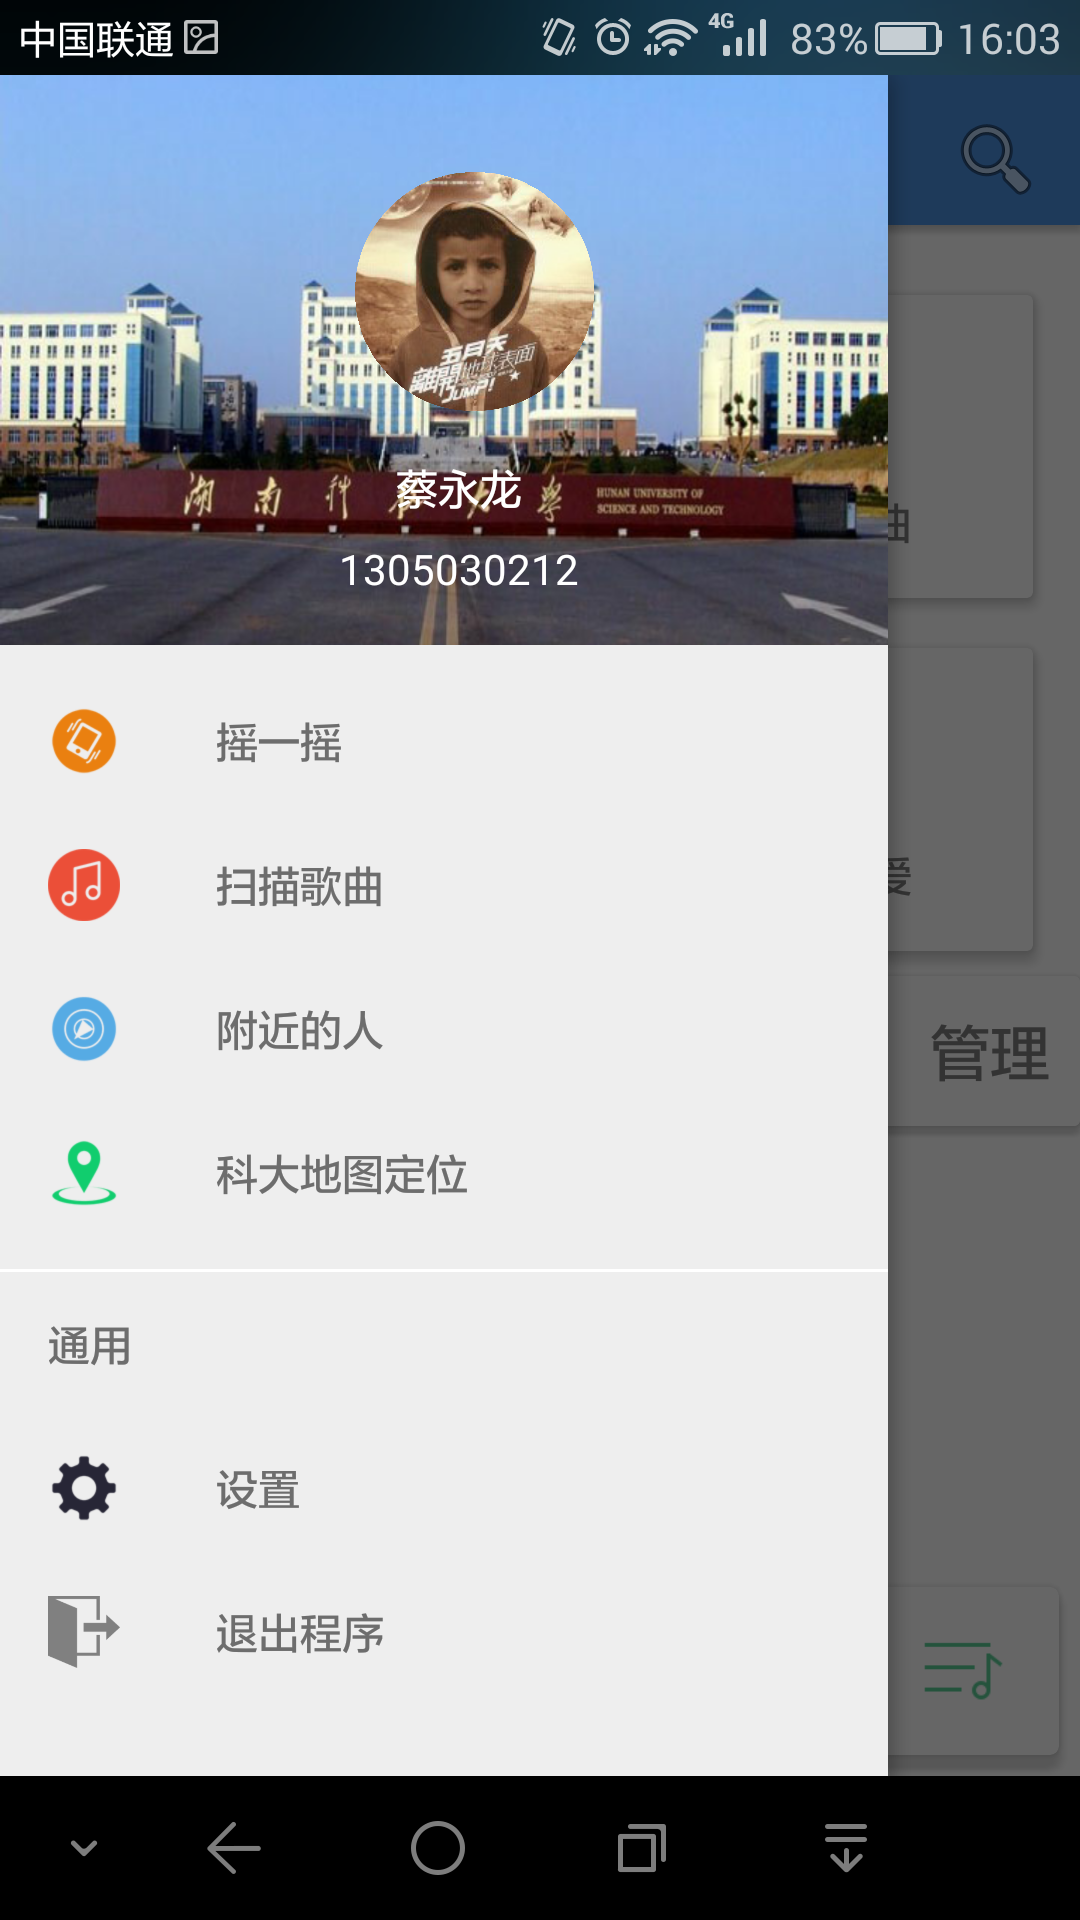 中国联通 4G 83% 16:03
五月天
離開地球表面
JUMP!
湖南科技大学 HUNAN UNIVERSITY OF
SCIENCE AND TECHNOLOGY
蔡永龙
曲
1305030212
摇一摇
扫描歌曲
爱
附近的人
管理
科大地图定位
通用
设置
退出程序